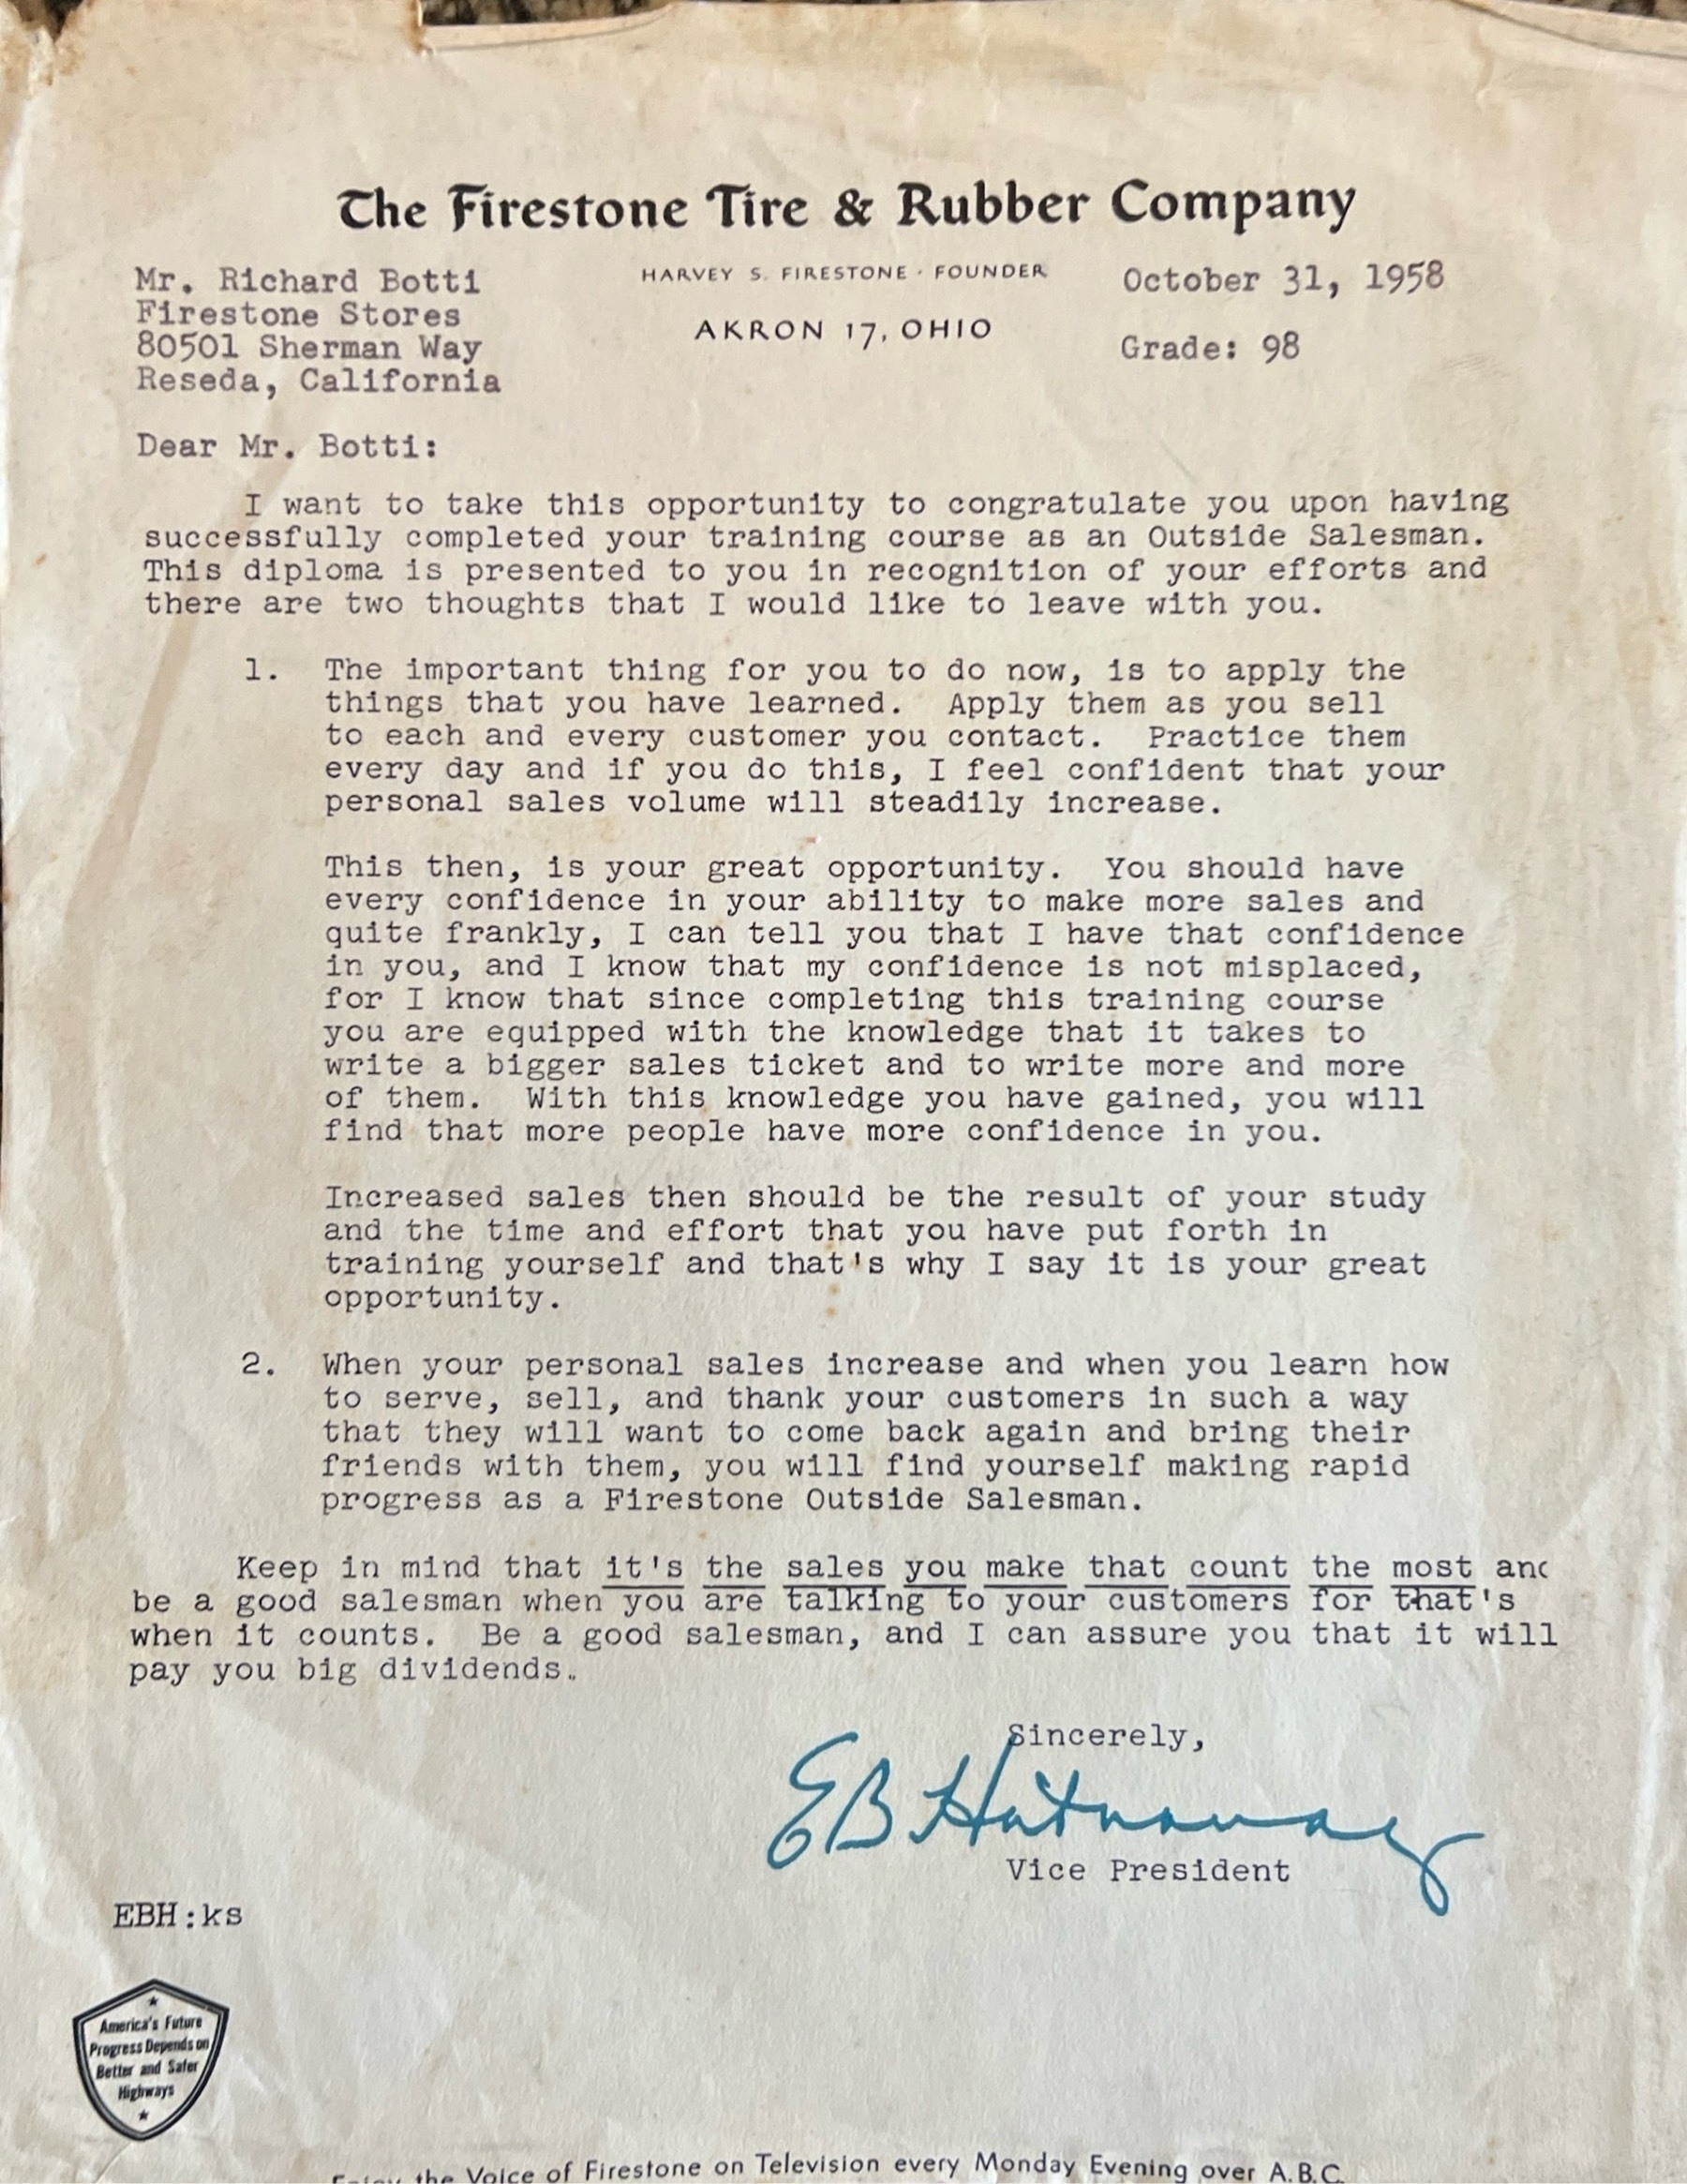 The Firestone Tire & Rubber Company
HARVEY S. FIRESTONE · FOUNDER
AKRON 17, OHIO
Mr. Richard Botti
Firestone Stores
80501 Sherman Way
Reseda, California
October 31, 1958
Grade: 98
Dear Mr. Botti:
I want to take this opportunity to congratulate you upon having
successfully completed your training course as an Outside Salesman.
This diploma is presented to you in recognition of your efforts and
there are two thoughts that I would like to leave with you.
1. The important thing for you to do now, is to apply the
things that you have learned. Apply them as you sell
to each and every customer you contact. Practice them
every day and if you do this, I feel confident that your
personal sales volume will steadily increase.
This then, is your great opportunity. You should have
every confidence in your ability to make more sales and
quite frankly, I can tell you that I have that confidence
in you, and I know that my confidence is not misplaced,
for I know that since completing this training course
you are equipped with the knowledge that it takes to
write a bigger sales ticket and to write more and more
of them. With this knowledge you have gained, you will
find that more people have more confidence in you.
Increased sales then should be the result of your study
and the time and effort that you have put forth in
training yourself and that's why I say it is your great
opportunity.
2. When your personal sales increase and when you learn how
to serve, sell, and thank your customers in such a way
that they will want to come back again and bring their
friends with them, you will find yourself making rapid
progress as a Firestone Outside Salesman.
Keep in mind that it's the sales you make that count the most and
be a good salesman when you are talking to your customers for that's
when it counts. Be a good salesman, and I can assure you that it will
pay you big dividends.
Sincerely,
EB Hathaway
Vice President
EBH:ks
America's Future
Progress Depends on
Better and Safer
Highways
Enjoy the Voice of Firestone on Television every Monday Evening over A.B.C.